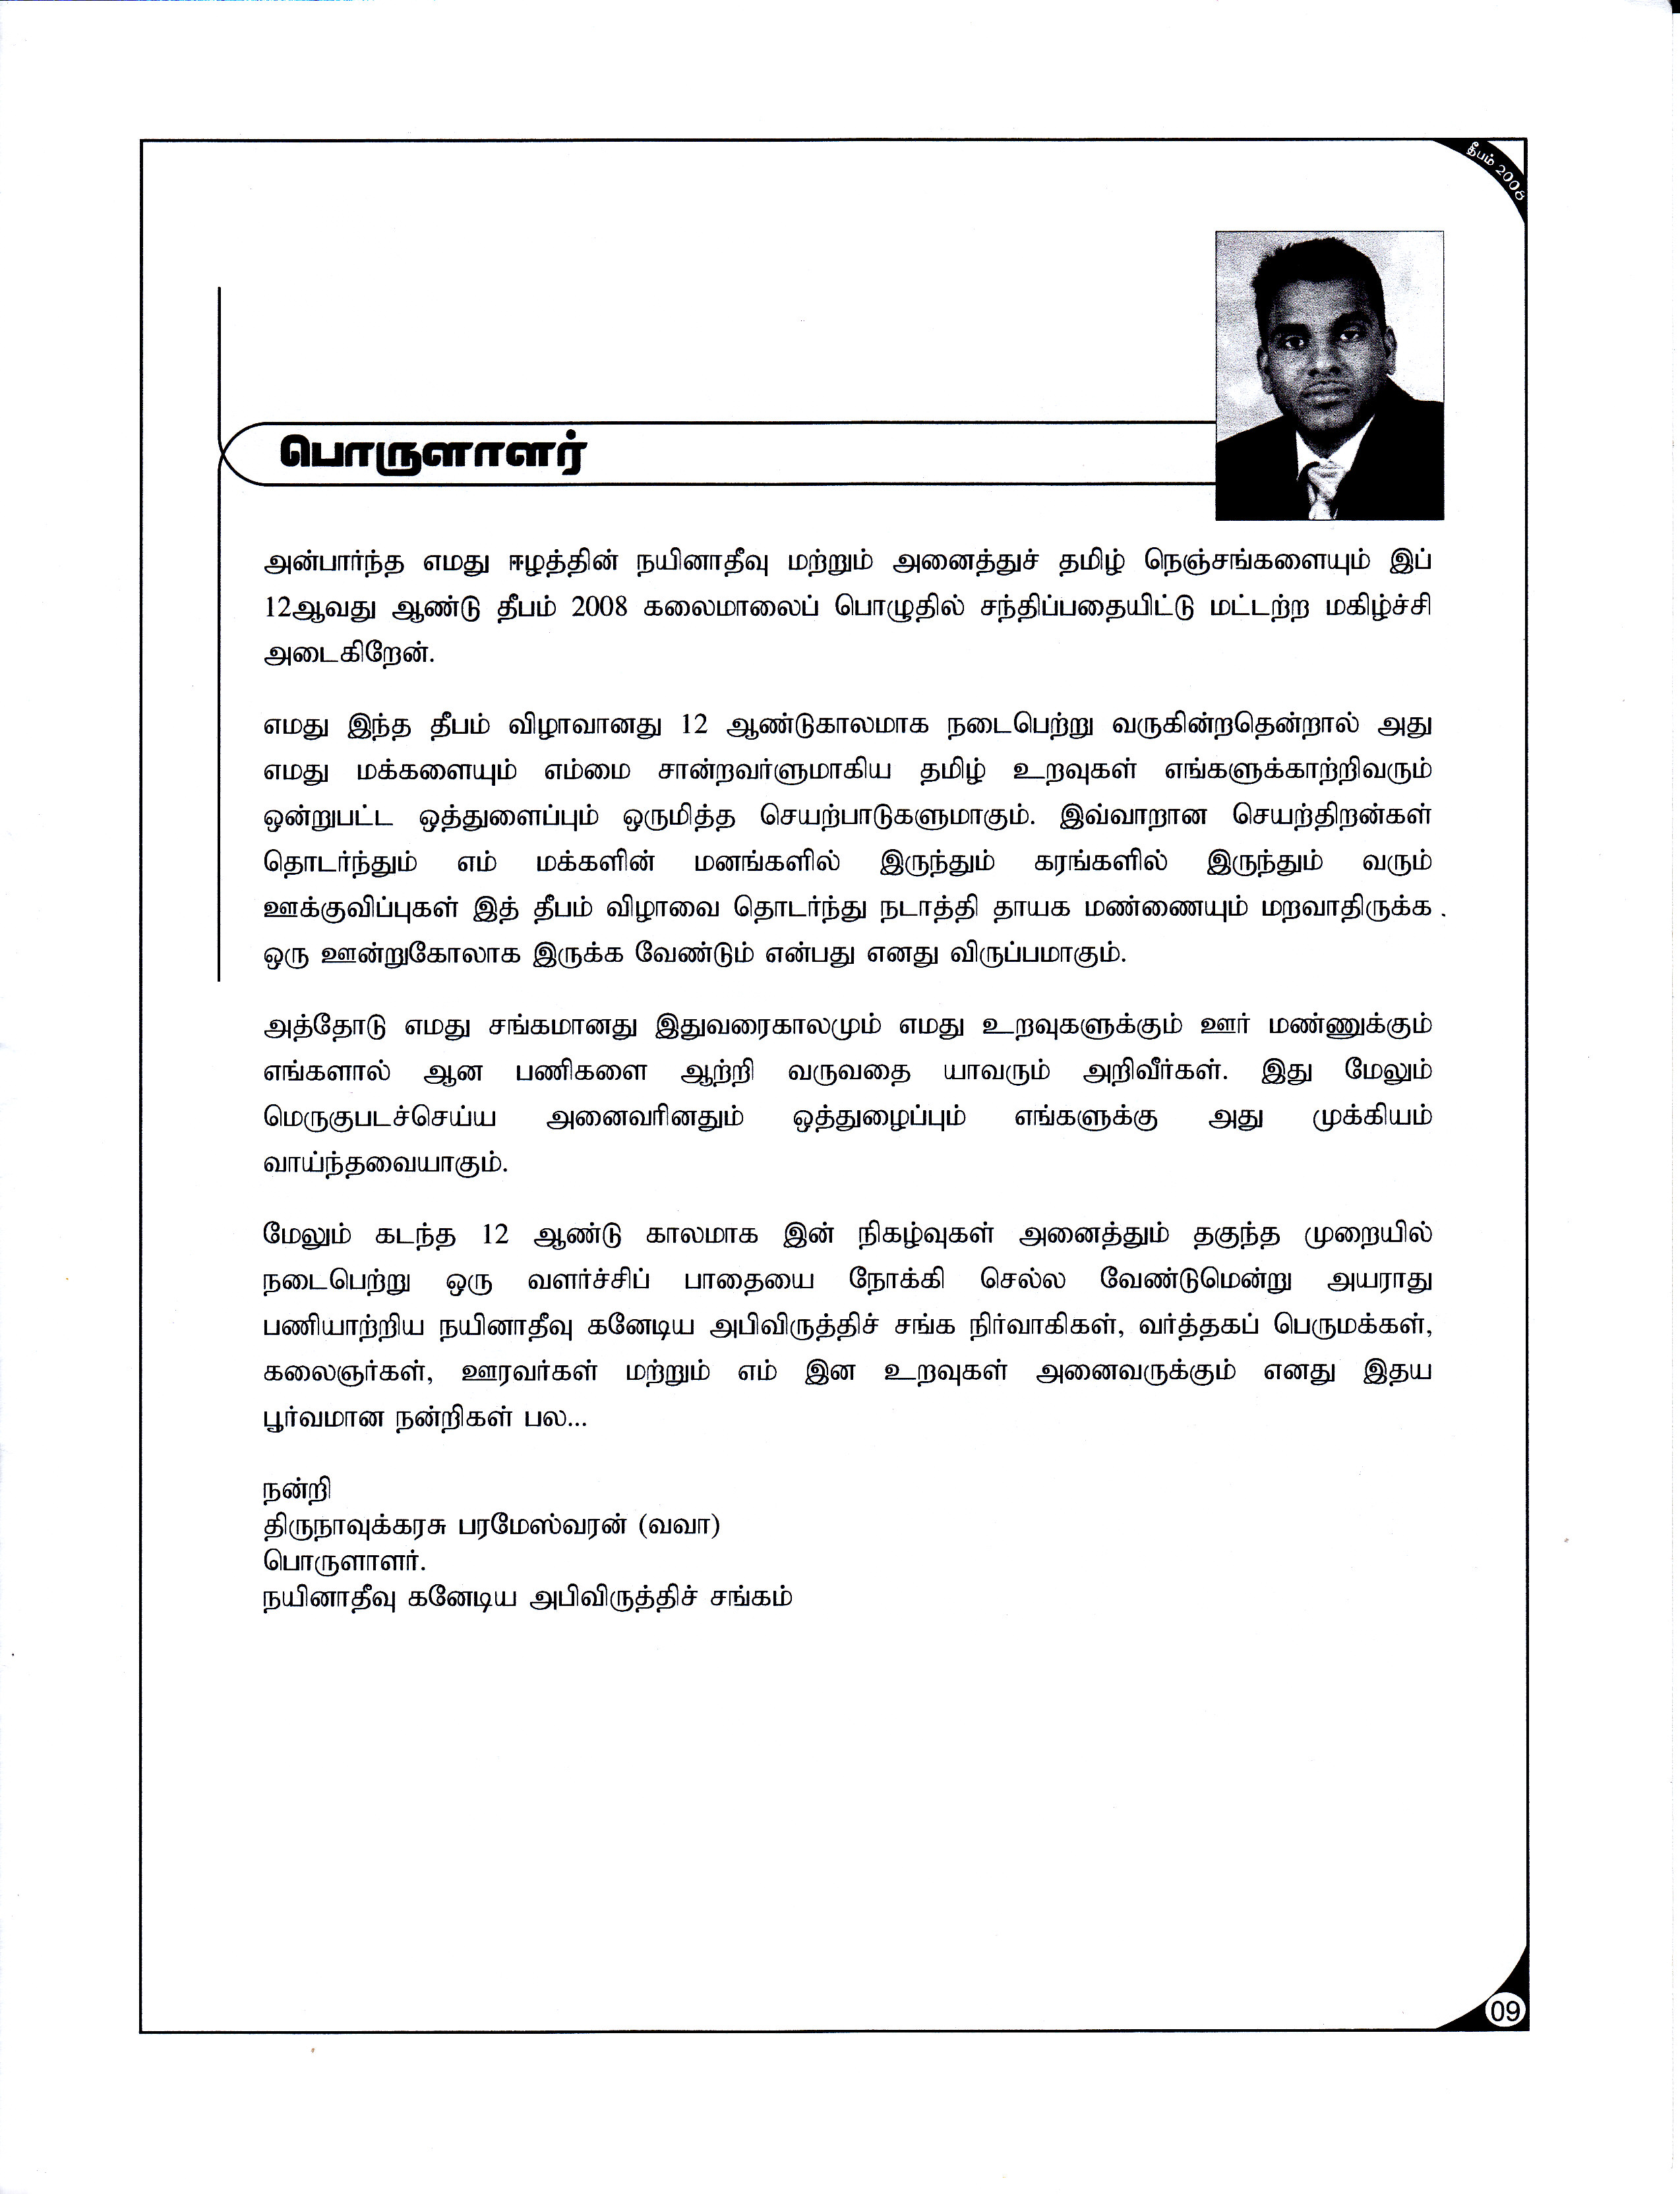 தீபம் 2008
பொருளாளர்
அன்பார்ந்த எமது ஈழத்தின் நயினாதீவு மற்றும் அனைத்துச் தமிழ் நெஞ்சங்களையும் இப்
12ஆவது ஆண்டு தீபம் 2008 கலைமாலைப் பொழுதில் சந்திப்பதையிட்டு மட்டற்ற மகிழ்ச்சி
அடைகிறேன்.
எமது இந்த தீபம் விழாவானது 12 ஆண்டுகாலமாக நடைபெற்று வருகின்றதென்றால் அது
எமது மக்களையும் எம்மை சான்றவர்ளுமாகிய தமிழ் உறவுகள் எங்களுக்காற்றிவரும்
ஒன்றுபட்ட ஒத்துளைப்பும் ஒருமித்த செயற்பாடுகளுமாகும். இவ்வாறான செயற்திறன்கள்
தொடர்ந்தும் எம் மக்களின் மனங்களில் இருந்தும் கரங்களில் இருந்தும் வரும்
ஊக்குவிப்புகள் இத் தீபம் விழாவை தொடர்ந்து நடாத்தி தாயக மண்ணையும் மறவாதிருக்க
ஒரு ஊன்றுகோலாக இருக்க வேண்டும் என்பது எனது விருப்பமாகும்.
அத்தோடு எமது சங்கமானது இதுவரைகாலமும் எமது உறவுகளுக்கும் ஊர் மண்ணுக்கும்
எங்களால் ஆன பணிகளை ஆற்றி வருவதை யாவரும் அறிவீர்கள். இது மேலும்
மெருகுபடச்செய்ய அனைவரினதும் ஒத்துழைப்பும் எங்களுக்கு அது முக்கியம்
வாய்ந்தவையாகும்.
மேலும் கடந்த 12 ஆண்டு காலமாக இன் நிகழ்வுகள் அனைத்தும் தகுந்த முறையில்
நடைபெற்று ஒரு வளர்ச்சிப் பாதையை நோக்கி செல்ல வேண்டுமென்று அயராது
பணியாற்றிய நயினாதீவு கனேடிய அபிவிருத்திச் சங்க நிர்வாகிகள், வர்த்தகப் பெருமக்கள்,
கலைஞர்கள், ஊரவர்கள் மற்றும் எம் இன உறவுகள் அனைவருக்கும் எனது இதய
பூர்வமான நன்றிகள் பல...
நன்றி
திருநாவுக்கரசு பரமேஸ்வரன் (வவா)
பொருளாளர்.
நயினாதீவு கனேடிய அபிவிருத்திச் சங்கம்
09